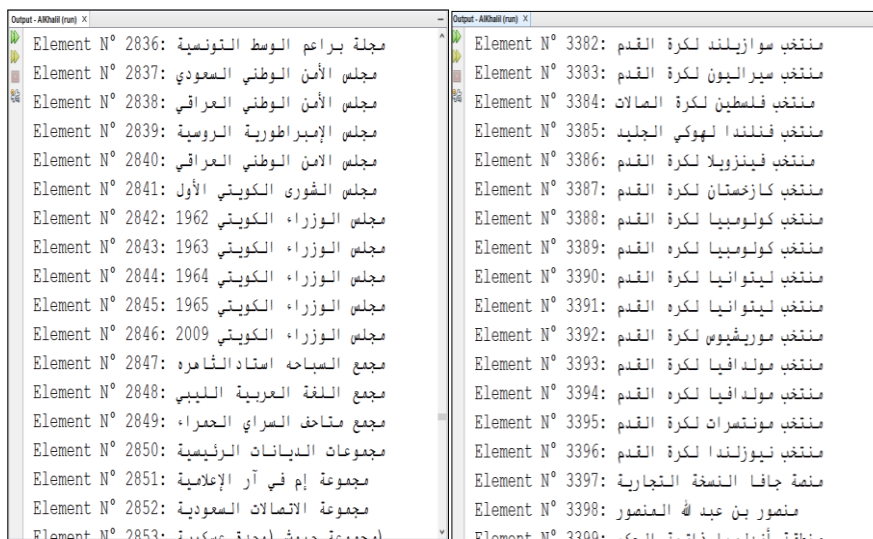 Output - AlKhalil (run) ×
Element N° 2836: مجلة براعم الوسط التونسية
Element N° 2837: مجلس الأمن الوطني السعودي
Element N° 2838: مجلس الأمن الوطني العراقي
Element N° 2839: مجلس الإمبراطورية الروسية
Element N° 2840: مجلس الامن الوطني العراقي
Element N° 2841: مجلس الشورى الكويتي الأول
Element N° 2842: مجلس الوزراء الكويتي 1962
Element N° 2843: مجلس الوزراء الكويتي 1963
Element N° 2844: مجلس الوزراء الكويتي 1964
Element N° 2845: مجلس الوزراء الكويتي 1965
Element N° 2846: مجلس الوزراء الكويتي 2009
Element N° 2847: مجمع السباحه استادالثاهره
Element N° 2848: مجمع اللغة العربية الليبي
Element N° 2849: مجمع متاحف السراي الحمراء
Element N° 2850: مجموعات الديانات الرئيسية
Element N° 2851: مجموعة إم في آر الإعلامية
Element N° 2852: مجموعة الاتصالات السعودية
Element N° 2853:
Output - AlKhalil (run) ×
Element N° 3382: منتخب سوازيلند لكرة القدم
Element N° 3383: منتخب سيراليون لكرة القدم
Element N° 3384: منتخب فلسطين لكرة الصالات
Element N° 3385: منتخب فنلندا لهوكي الجليد
Element N° 3386: منتخب فينزويلا لكرة القدم
Element N° 3387: منتخب كازخستان لكرة القدم
Element N° 3388: منتخب كولومبيا لكرة القدم
Element N° 3389: منتخب كولومبيا لكره القدم
Element N° 3390: منتخب ليتوانيا لكرة القدم
Element N° 3391: منتخب ليتوانيا لكره القدم
Element N° 3392: منتخب موريشيوس لكرة القدم
Element N° 3393: منتخب مولدافيا لكرة القدم
Element N° 3394: منتخب مولدافيا لكره القدم
Element N° 3395: منتخب مونتسرات لكرة القدم
Element N° 3396: منتخب نيوزلندا لكرة القدم
Element N° 3397: منصة جافا النسخة التجارية
Element N° 3398: منصور بن عبد لله المنصور
Element N° 3399: